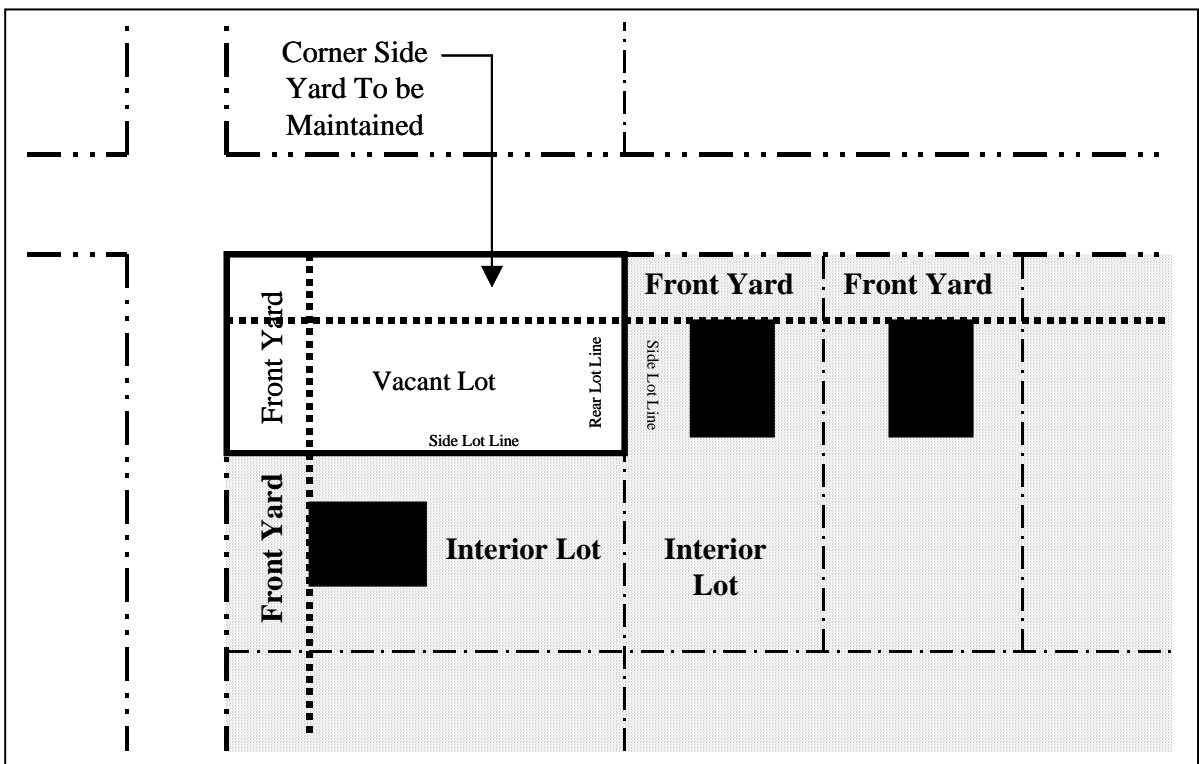 Corner Side
Yard To be
Maintained
Front Yard
Front Yard
Front Yard
Vacant Lot
Rear Lot Line
Side Lot Line
Side Lot Line
Front Yard
Interior Lot
Interior
Lot